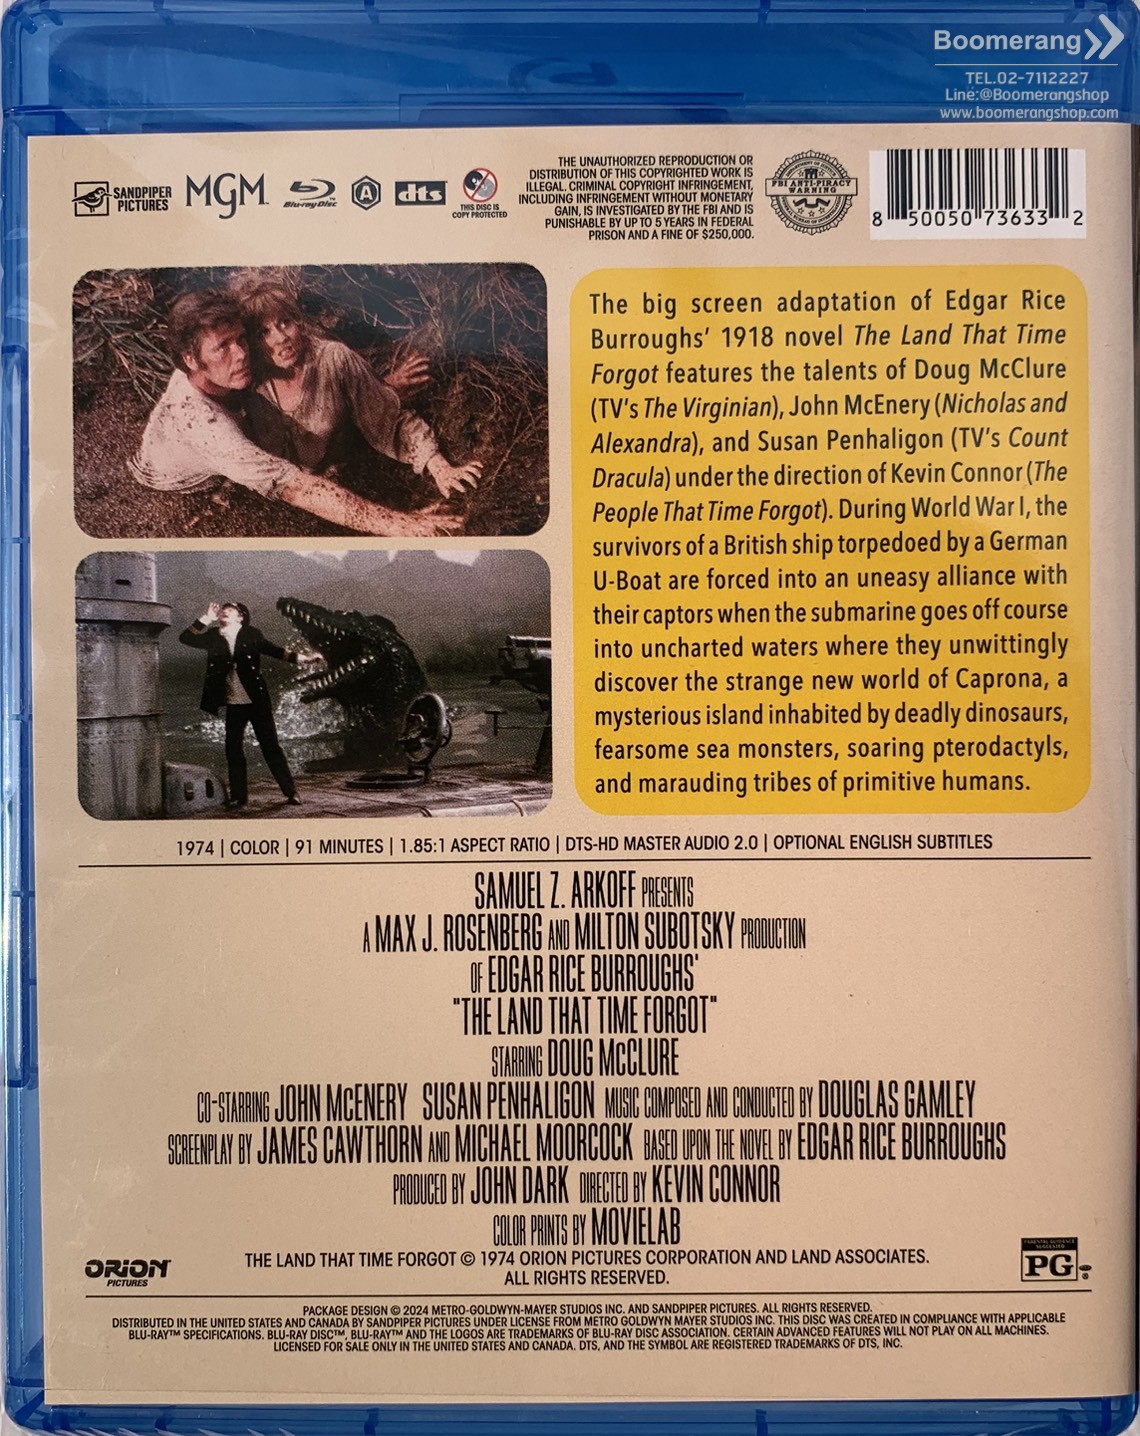 Boomerang
TEL.02-7112227
Line:@Boomerangshop
www.boomerangshop.com
SANDPIPER
PICTURES
MGM
Blu-ray Disc
A
dts
THIS DISC IS
COPY PROTECTED
THE UNAUTHORIZED REPRODUCTION OR
DISTRIBUTION OF THIS COPYRIGHTED WORK IS
ILLEGAL. CRIMINAL COPYRIGHT INFRINGEMENT,
INCLUDING INFRINGEMENT WITHOUT MONETARY
GAIN, IS INVESTIGATED BY THE FBI AND IS
PUNISHABLE BY UP TO 5 YEARS IN FEDERAL
PRISON AND A FINE OF $250,000.
FBI ANTI-PIRACY
WARNING
8 50050 73633 2
The big screen adaptation of Edgar Rice
Burroughs' 1918 novel The Land That Time
Forgot features the talents of Doug McClure
(TV's The Virginian), John McEnery (Nicholas and
Alexandra), and Susan Penhaligon (TV's Count
Dracula) under the direction of Kevin Connor (The
People That Time Forgot). During World War I, the
survivors of a British ship torpedoed by a German
U-Boat are forced into an uneasy alliance with
their captors when the submarine goes off course
into uncharted waters where they unwittingly
discover the strange new world of Caprona, a
mysterious island inhabited by deadly dinosaurs,
fearsome sea monsters, soaring pterodactyls,
and marauding tribes of primitive humans.
1974 | COLOR | 91 MINUTES | 1.85:1 ASPECT RATIO | DTS-HD MASTER AUDIO 2.0 | OPTIONAL ENGLISH SUBTITLES
SAMUEL Z. ARKOFF PRESENTS
A MAX J. ROSENBERG AND MILTON SUBOTSKY PRODUCTION
OF EDGAR RICE BURROUGHS'
"THE LAND THAT TIME FORGOT"
STARRING DOUG McCLURE
CO-STARRING JOHN McENERY SUSAN PENHALIGON MUSIC COMPOSED AND CONDUCTED BY DOUGLAS GAMLEY
SCREENPLAY BY JAMES CAWTHORN AND MICHAEL MOORCOCK BASED UPON THE NOVEL BY EDGAR RICE BURROUGHS
PRODUCED BY JOHN DARK DIRECTED BY KEVIN CONNOR
COLOR PRINTS BY MOVIELAB
ORION
PICTURES
THE LAND THAT TIME FORGOT © 1974 ORION PICTURES CORPORATION AND LAND ASSOCIATES.
ALL RIGHTS RESERVED.
PARENTAL GUIDANCE SUGGESTED
PG
®
PACKAGE DESIGN © 2024 METRO-GOLDWYN-MAYER STUDIOS INC. AND SANDPIPER PICTURES. ALL RIGHTS RESERVED.
DISTRIBUTED IN THE UNITED STATES AND CANADA BY SANDPIPER PICTURES UNDER LICENSE FROM METRO GOLDWYN MAYER STUDIOS INC. THIS DISC WAS CREATED IN COMPLIANCE WITH APPLICABLE
BLU-RAY™ SPECIFICATIONS. BLU-RAY DISC™, BLU-RAY™ AND THE LOGOS ARE TRADEMARKS OF BLU-RAY DISC ASSOCIATION. CERTAIN ADVANCED FEATURES WILL NOT PLAY ON ALL MACHINES.
LICENSED FOR SALE ONLY IN THE UNITED STATES AND CANADA. DTS, AND THE SYMBOL ARE REGISTERED TRADEMARKS OF DTS, INC.